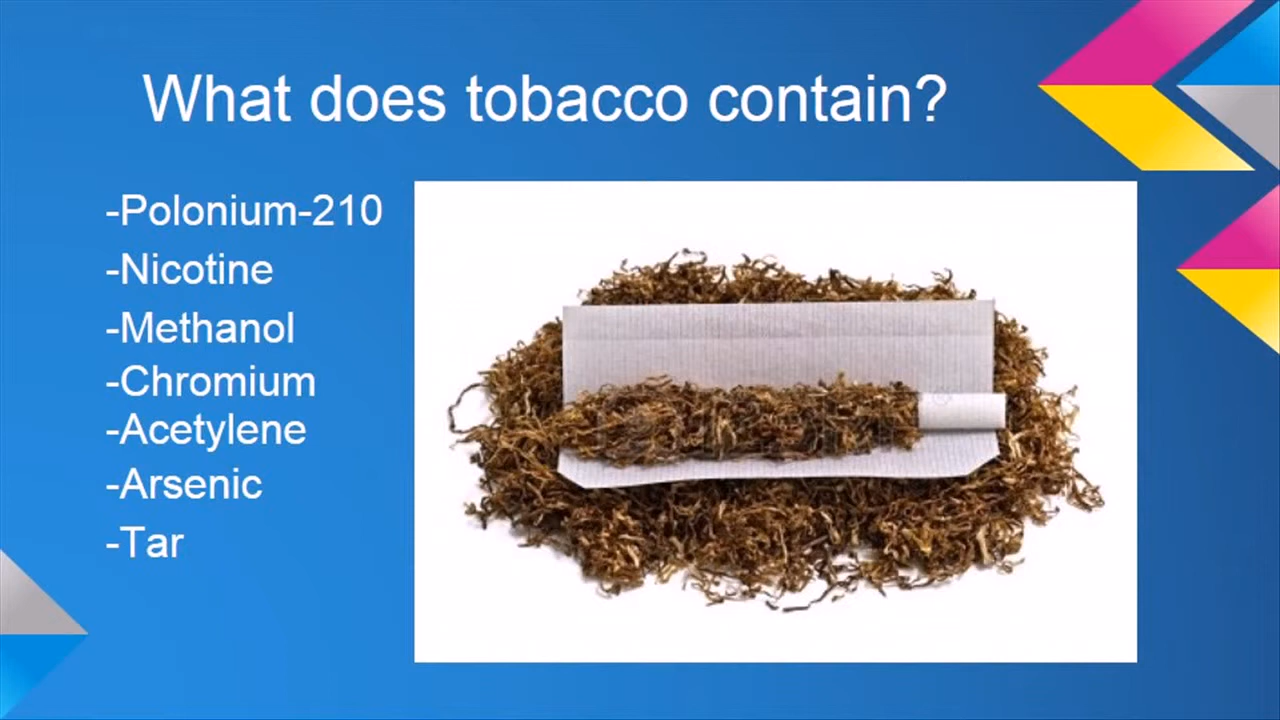 What does tobacco contain?
-Polonium-210
-Nicotine
-Methanol
-Chromium
-Acetylene
-Arsenic
-Tar